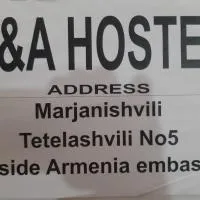 &A HOSTE
ADDRESS
Marjanishvili
Tetelashvili No5
side Armenia embas